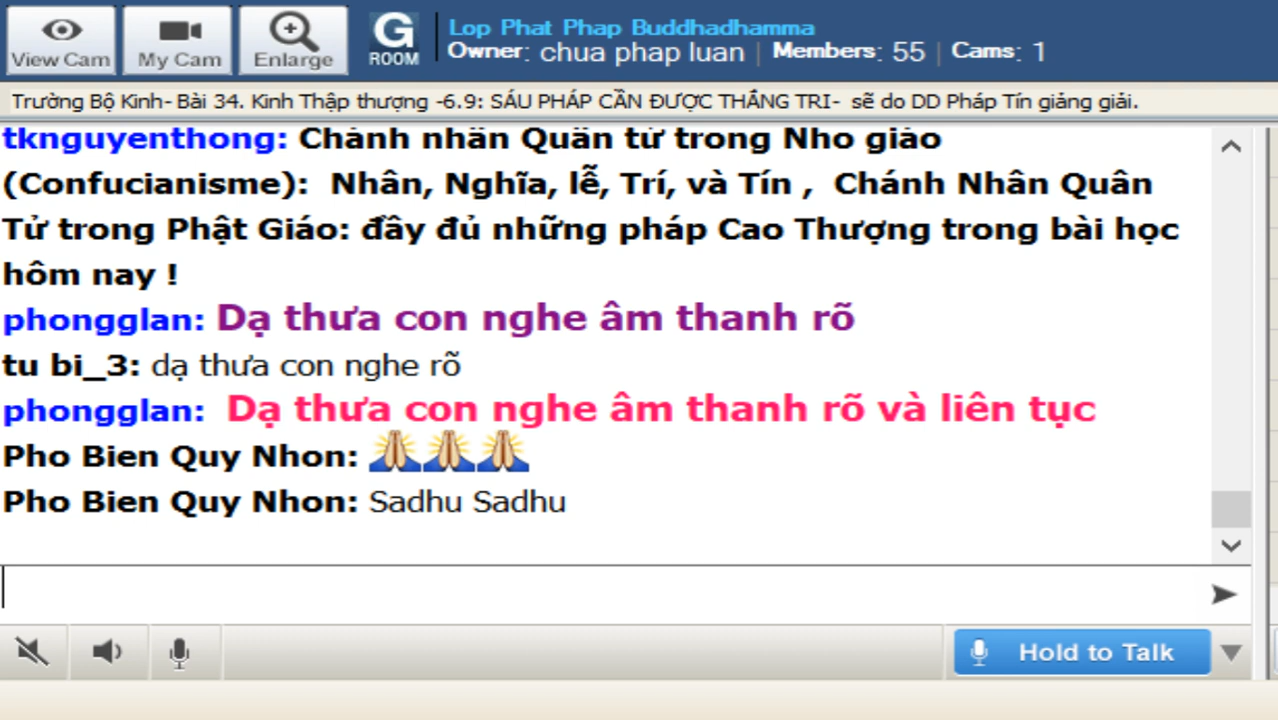 View Cam
My Cam
Enlarge
G ROOM
Lop Phat Phap Buddhadhamma
Owner: chua phap luan | Members: 55 | Cams: 1
Trường Bộ Kinh- Bài 34. Kinh Thập thượng -6.9: SÁU PHÁP CẦN ĐƯỢC THẮNG TRI- sẽ do DD Pháp Tín giảng giải.
tknguyenthong: Chánh nhân Quân tử trong Nho giáo
(Confucianisme): Nhân, Nghĩa, lễ, Trí, và Tín , Chánh Nhân Quân
Tử trong Phật Giáo: đầy đủ những pháp Cao Thượng trong bài học
hôm nay !
phongglan: Dạ thưa con nghe âm thanh rõ
tu bi_3: dạ thưa con nghe rõ
phongglan: Dạ thưa con nghe âm thanh rõ và liên tục
Pho Bien Quy Nhon: 🙏🙏🙏
Pho Bien Quy Nhon: Sadhu Sadhu
Hold to Talk